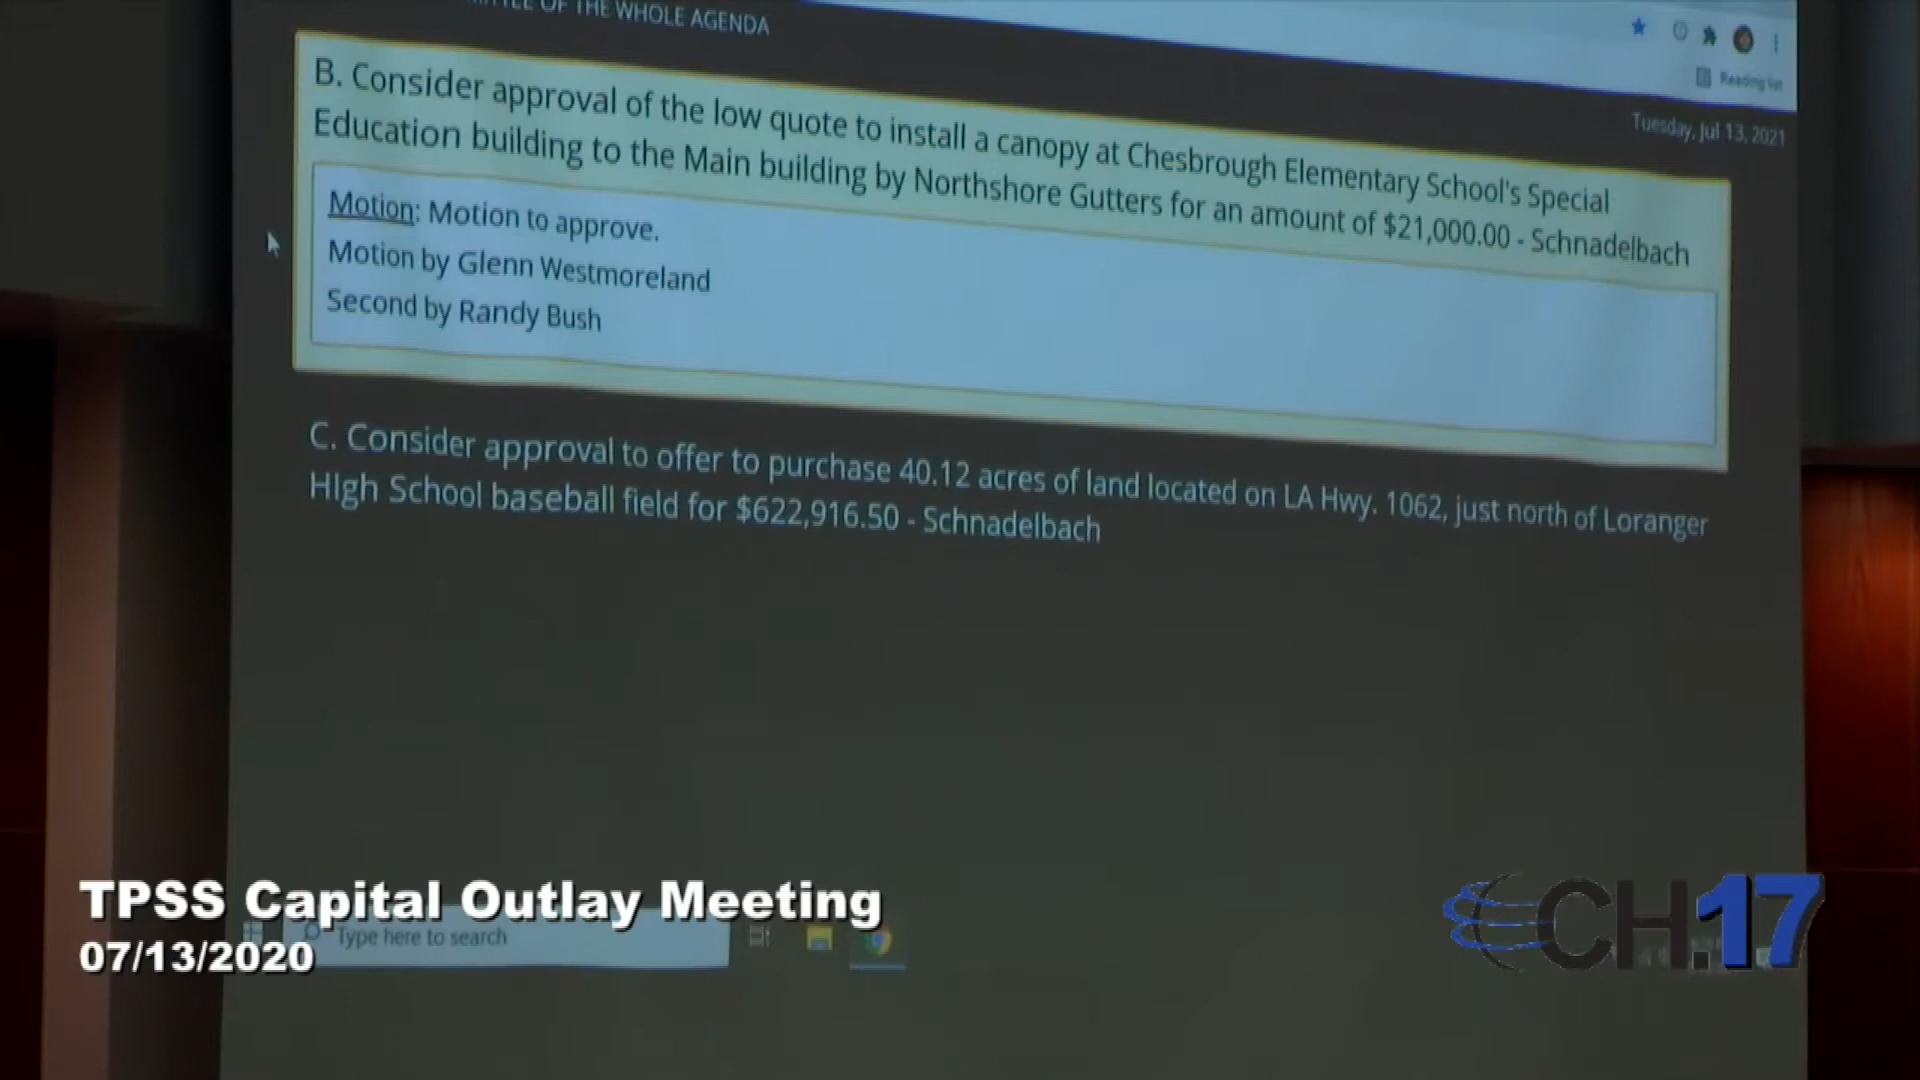 OF THE WHOLE AGENDA
Reading list
Tuesday, Jul 13, 2021
B. Consider approval of the low quote to install a canopy at Chesbrough Elementary School's Special
Education building to the Main building by Northshore Gutters for an amount of $21,000.00 - Schnadelbach
Motion: Motion to approve.
Motion by Glenn Westmoreland
Second by Randy Bush
C. Consider approval to offer to purchase 40.12 acres of land located on LA Hwy. 1062, just north of Loranger
HIgh School baseball field for $622,916.50 - Schnadelbach
TPSS Capital Outlay Meeting
Type here to search
07/13/2020
CH.17